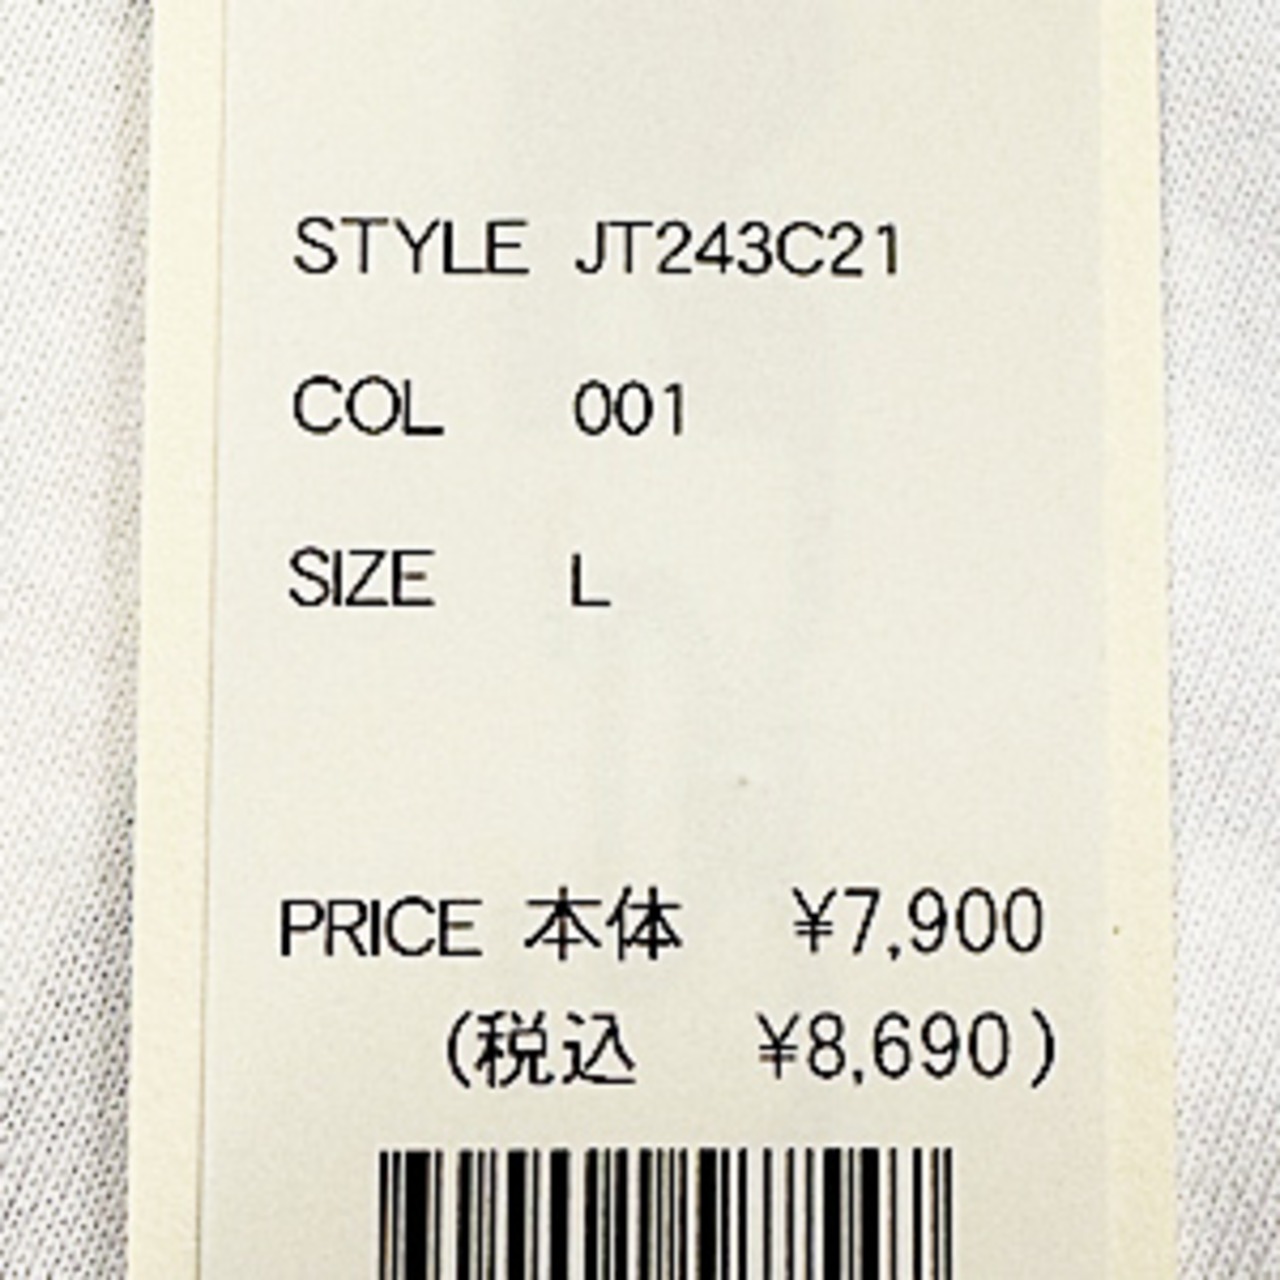 STYLE JT243C21
COL 001
SIZE L
PRICE 本体 ¥7,900
(税込 ¥8,690)